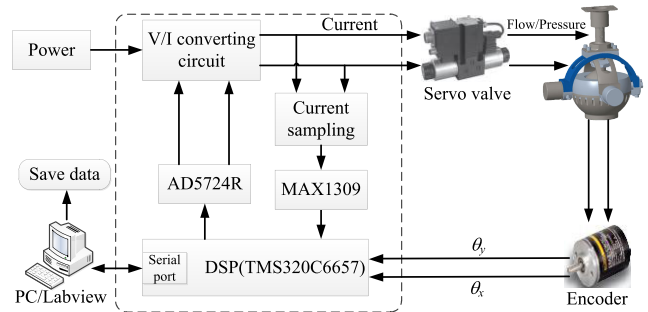 Power
V/I converting
circuit
Current
Flow/Pressure
Servo valve
Current
sampling
Save data
AD5724R
MAX1309
Serial
port
DSP(TMS320C6657)
θy
θx
PC/Labview
Encoder